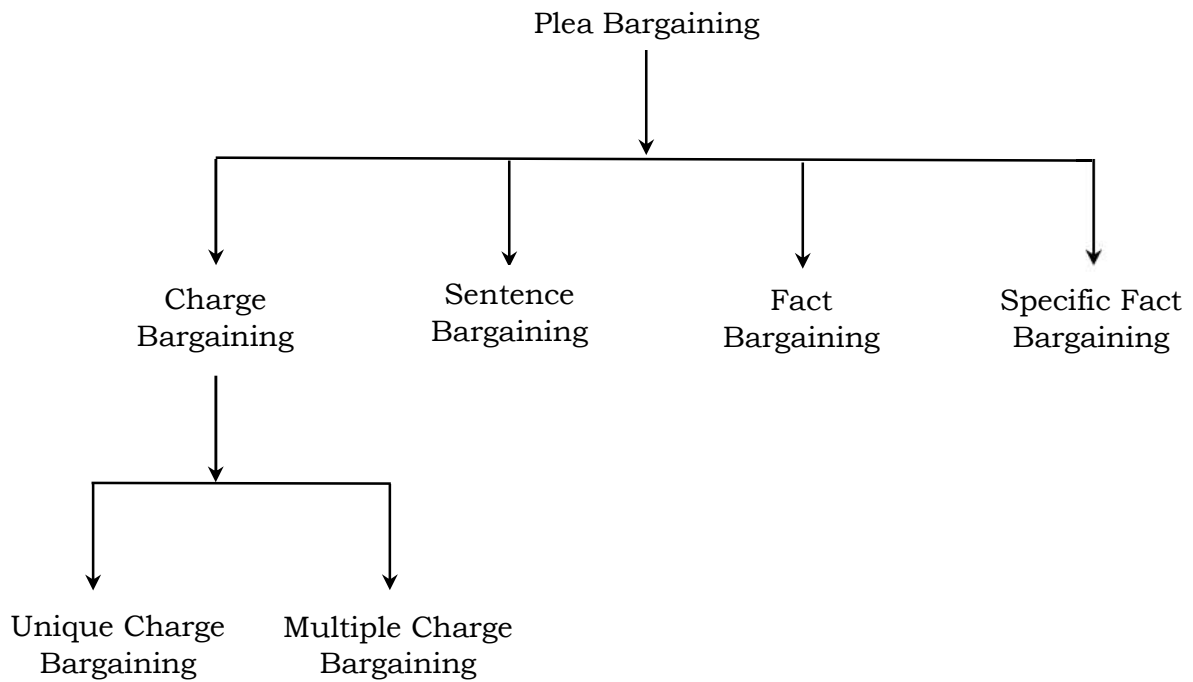 Plea Bargaining
Charge
Bargaining
Sentence
Bargaining
Fact
Bargaining
Specific Fact
Bargaining
Unique Charge
Bargaining
Multiple Charge
Bargaining